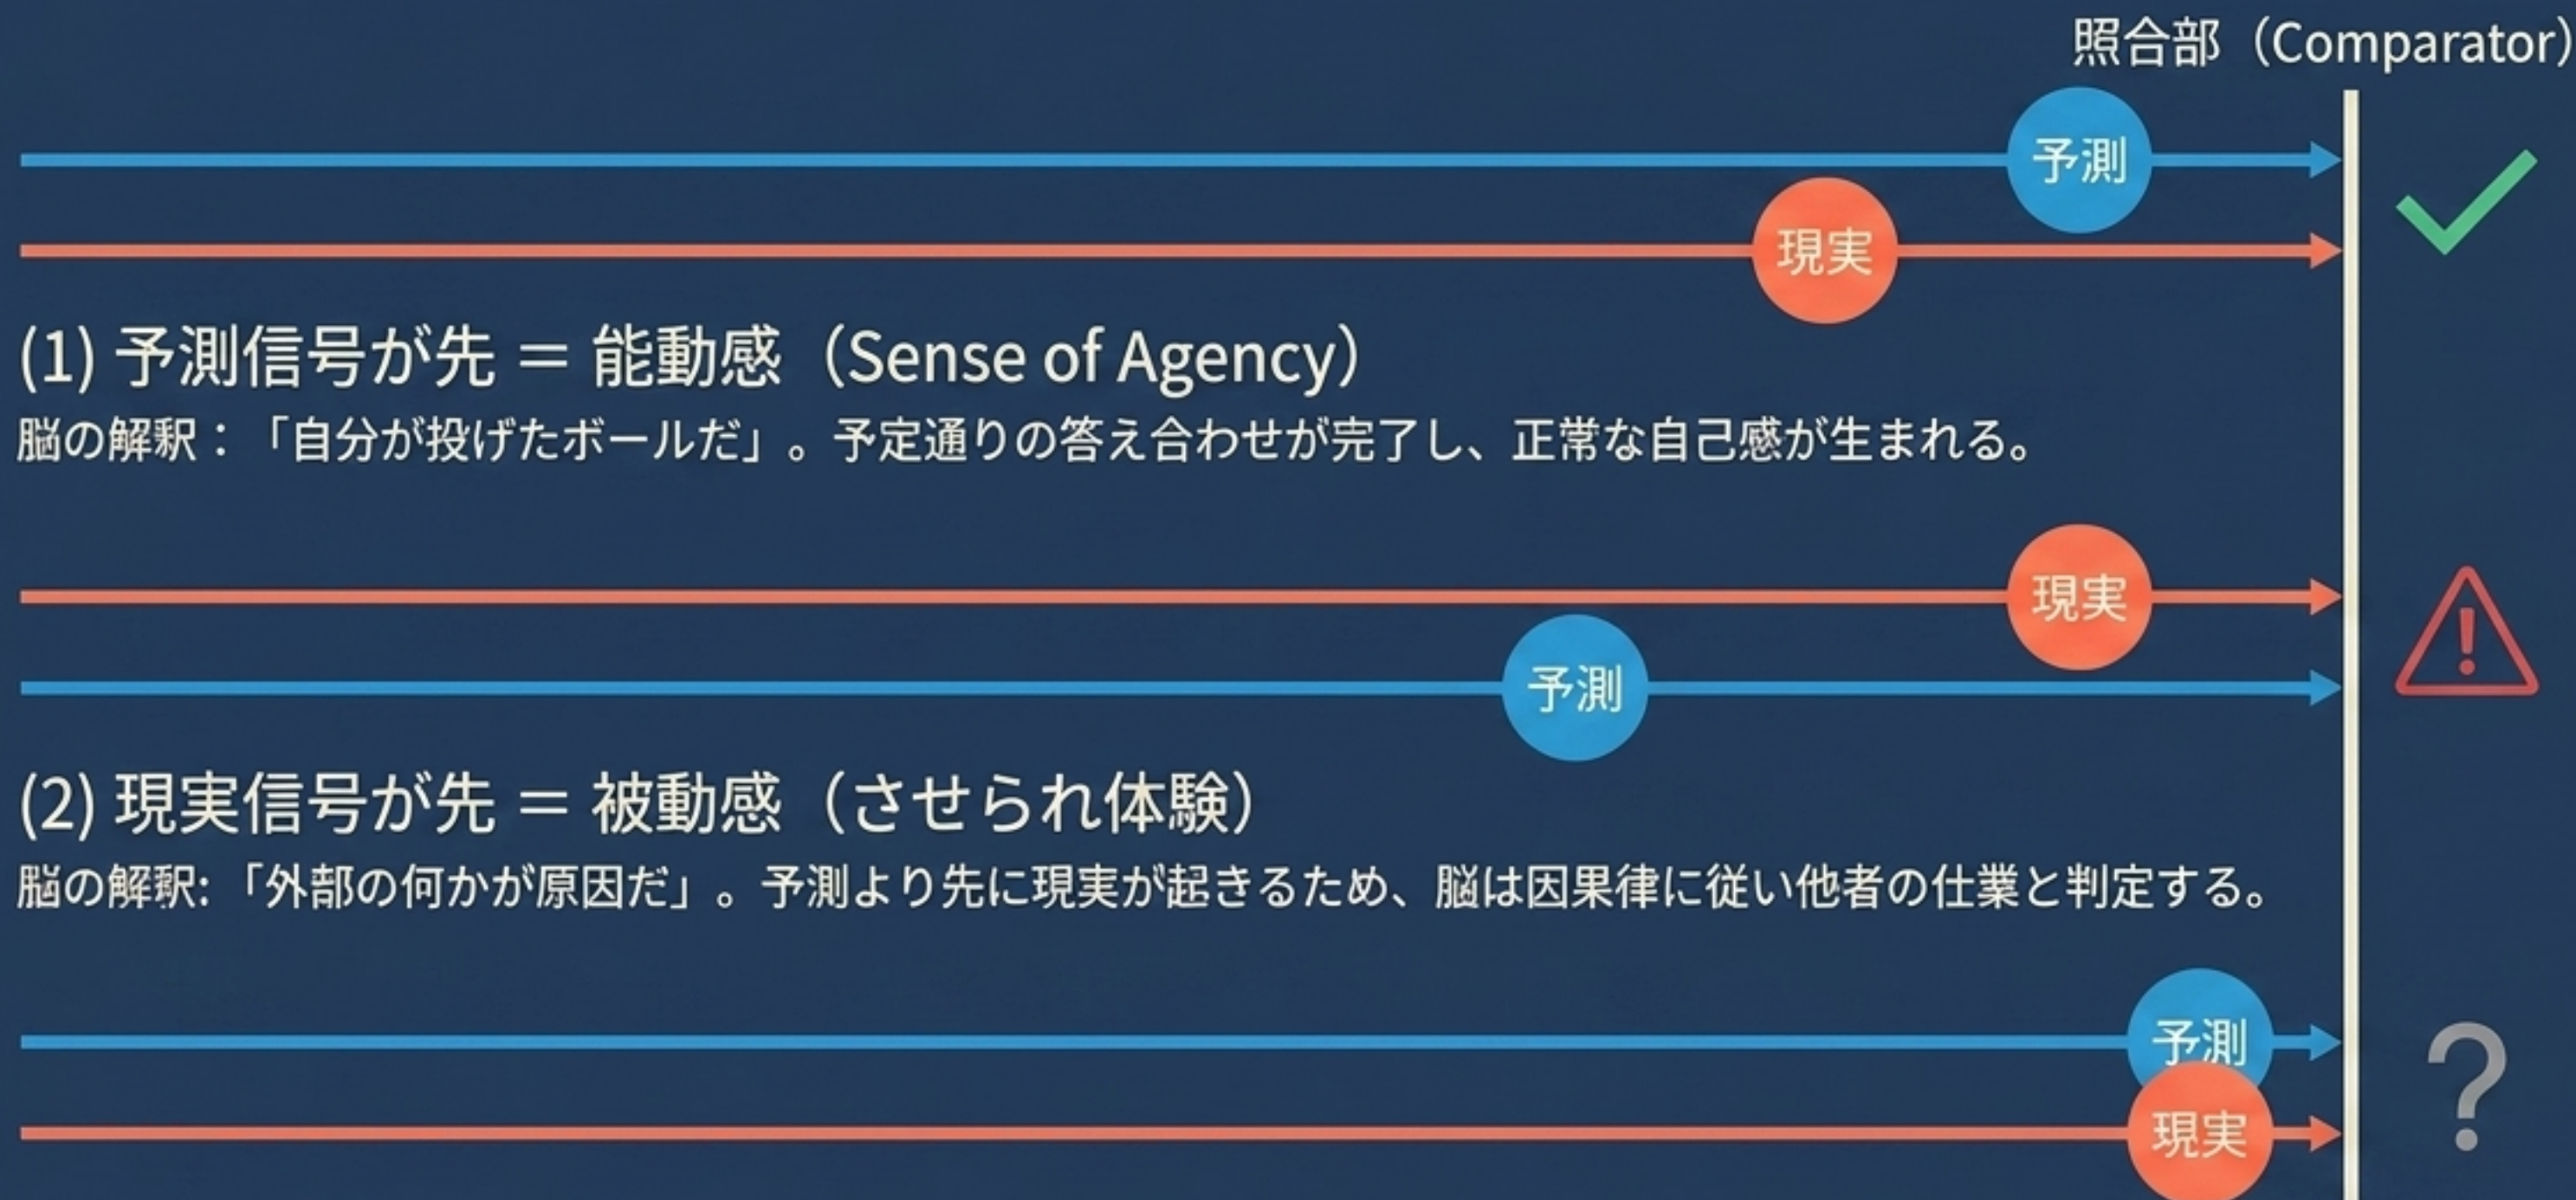 照合部（Comparator）
予測
現実
(1) 予測信号が先 ＝ 能動感（Sense of Agency）
脳の解釈：「自分が投げたボールだ」。予定通りの答え合わせが完了し、正常な自己感が生まれる。
現実
予測
(2) 現実信号が先 ＝ 被動感（させられ体験）
脳の解釈:「外部の何かが原因だ」。予測より先に現実が起きるため、脳は因果律に従い他者の仕業と判定する。
予測
現実
?